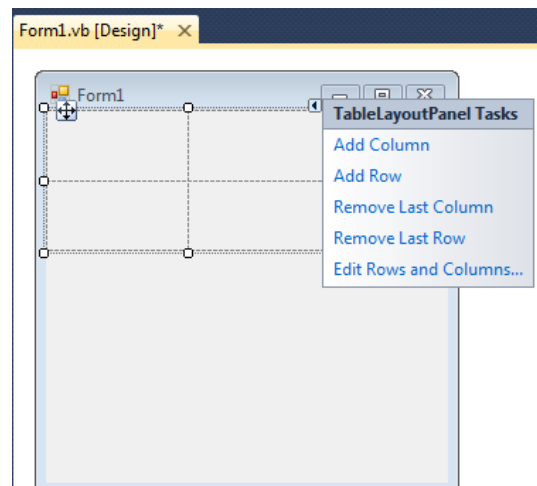 Form1.vb [Design]*
Form1
TableLayoutPanel Tasks
Add Column
Add Row
Remove Last Column
Remove Last Row
Edit Rows and Columns...